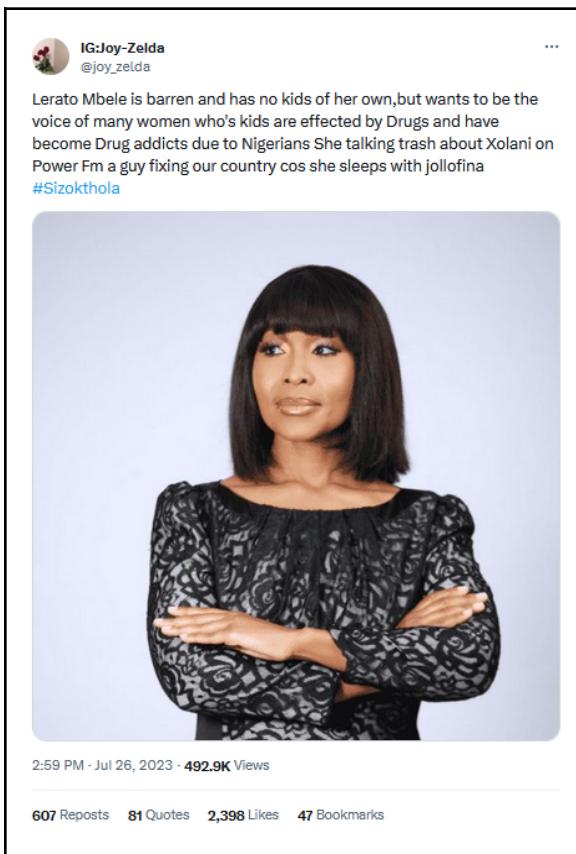 IG:Joy-Zelda
@joy_zelda
Lerato Mbele is barren and has no kids of her own,but wants to be the
voice of many women who's kids are effected by Drugs and have
become Drug addicts due to Nigerians She talking trash about Xolani on
Power Fm a guy fixing our country cos she sleeps with jollofina
#Sizokthola
2:59 PM · Jul 26, 2023 · 492.9K Views
607 Reposts 81 Quotes 2,398 Likes 47 Bookmarks